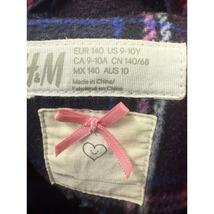 H&M
EUR 140 US 9-10Y
CA 9-10A CN 140/68
MX 140 AUS 10
Made in China/
Fabriqué en Chine